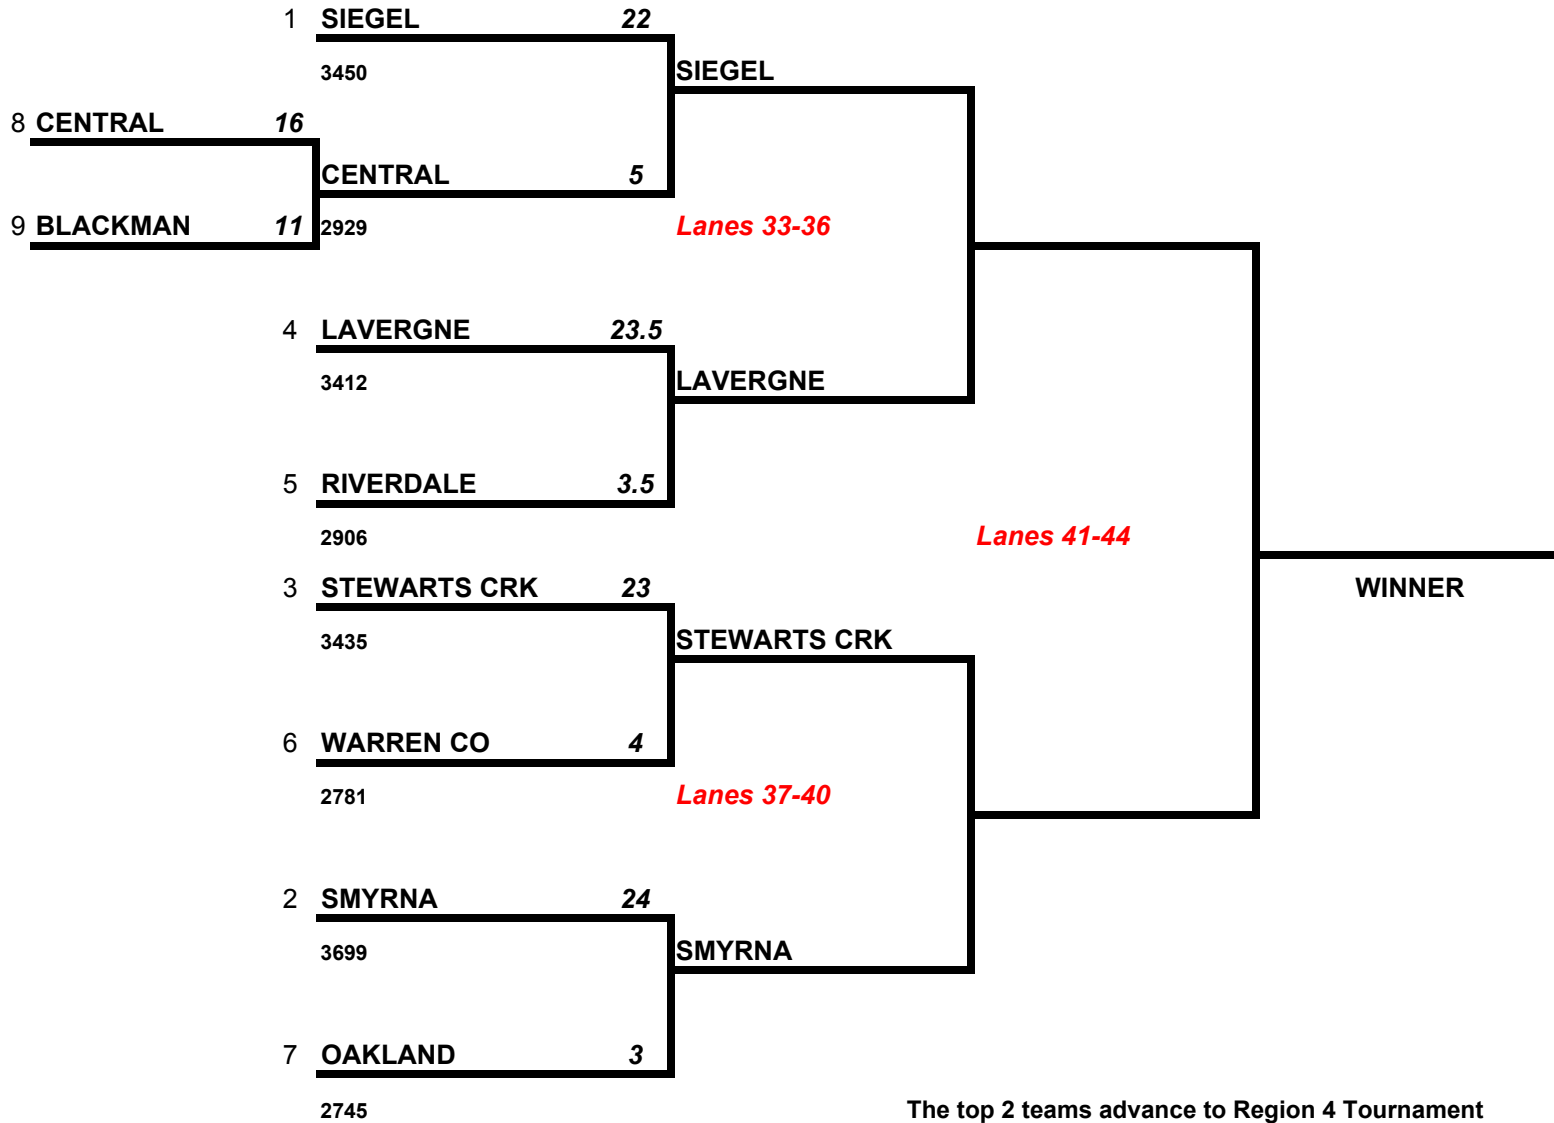 1 SIEGEL 22
3450 SIEGEL
8 CENTRAL 16
CENTRAL 5
9 BLACKMAN 11 2929 Lanes 33-36
4 LAVERGNE 23.5
3412 LAVERGNE
5 RIVERDALE 3.5
2906 Lanes 41-44
3 STEWARTS CRK 23 WINNER
3435 STEWARTS CRK
6 WARREN CO 4
2781 Lanes 37-40
2 SMYRNA 24
3699 SMYRNA
7 OAKLAND 3
2745 The top 2 teams advance to Region 4 Tournament